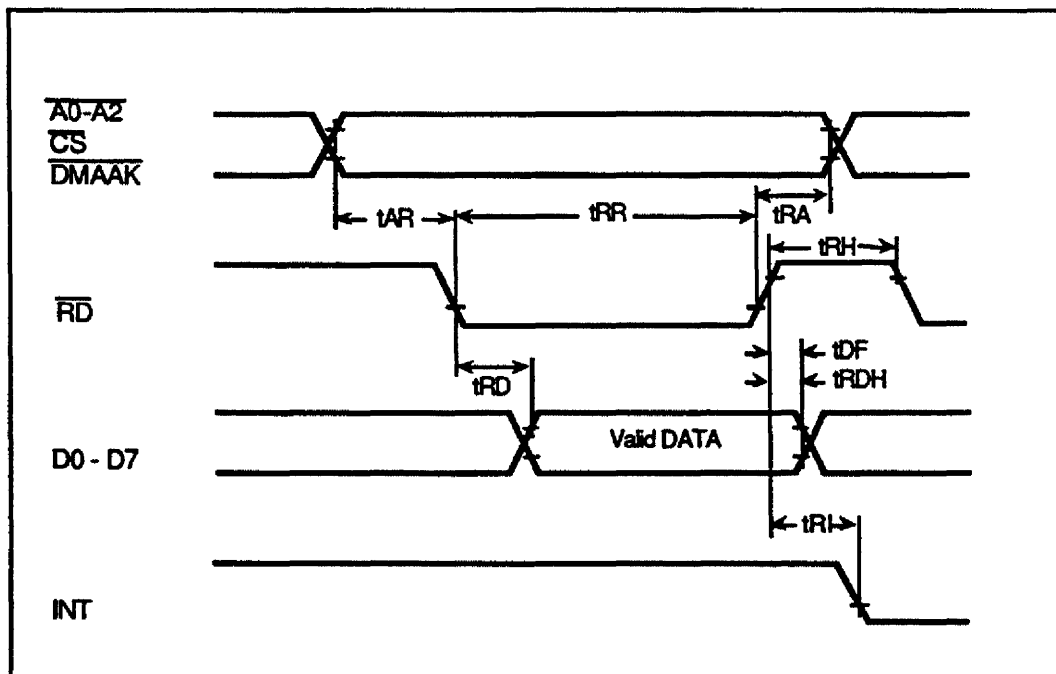 A0-A2
CS
DMAAK
tAR
tRR
tRA
tRH
RD
tDF
tRD
tRDH
Valid DATA
D0 - D7
tRI
INT